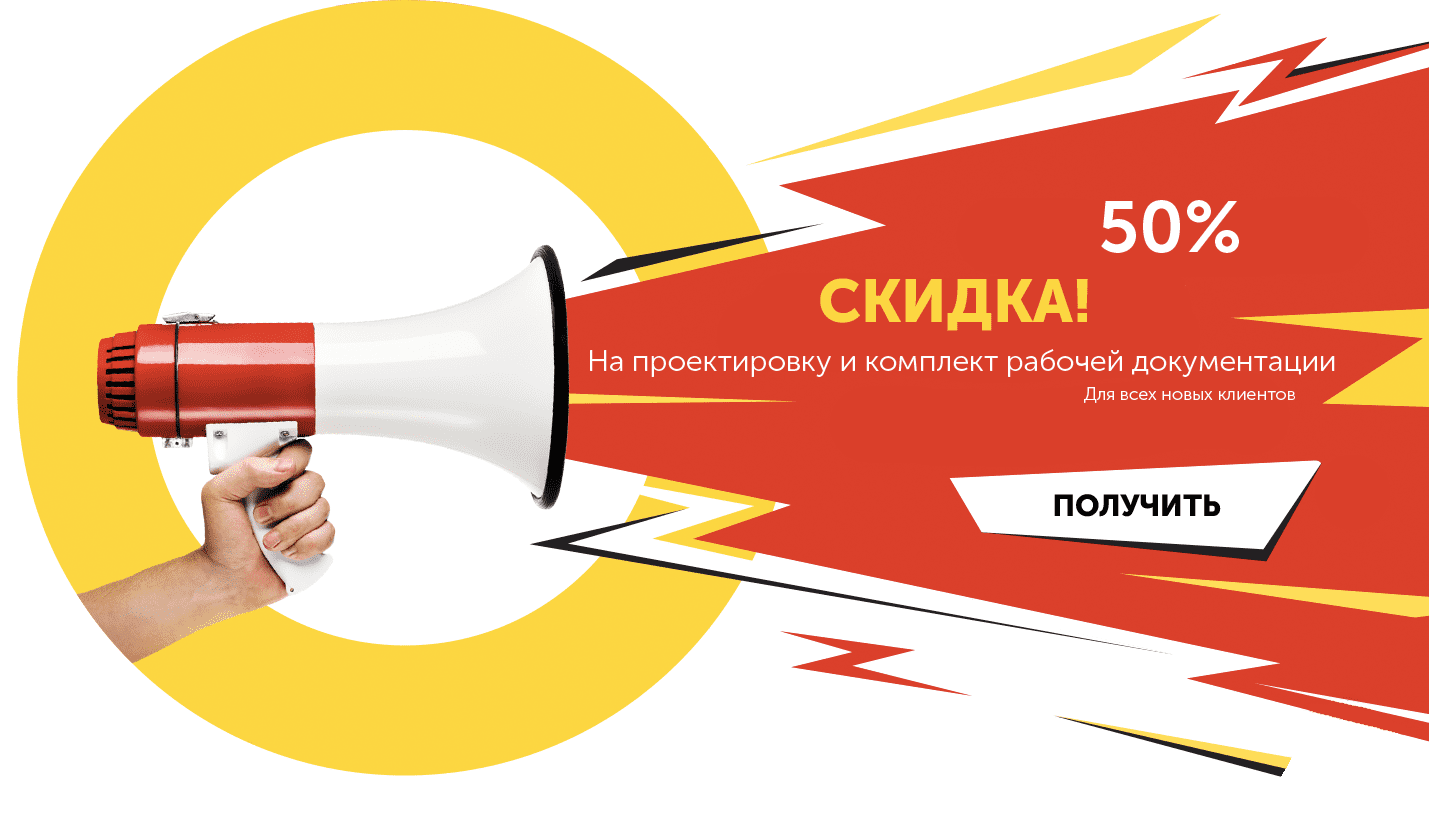 50%
СКИДКА!
На проектировку и комплект рабочей документации
Для всех новых клиентов
ПОЛУЧИТЬ